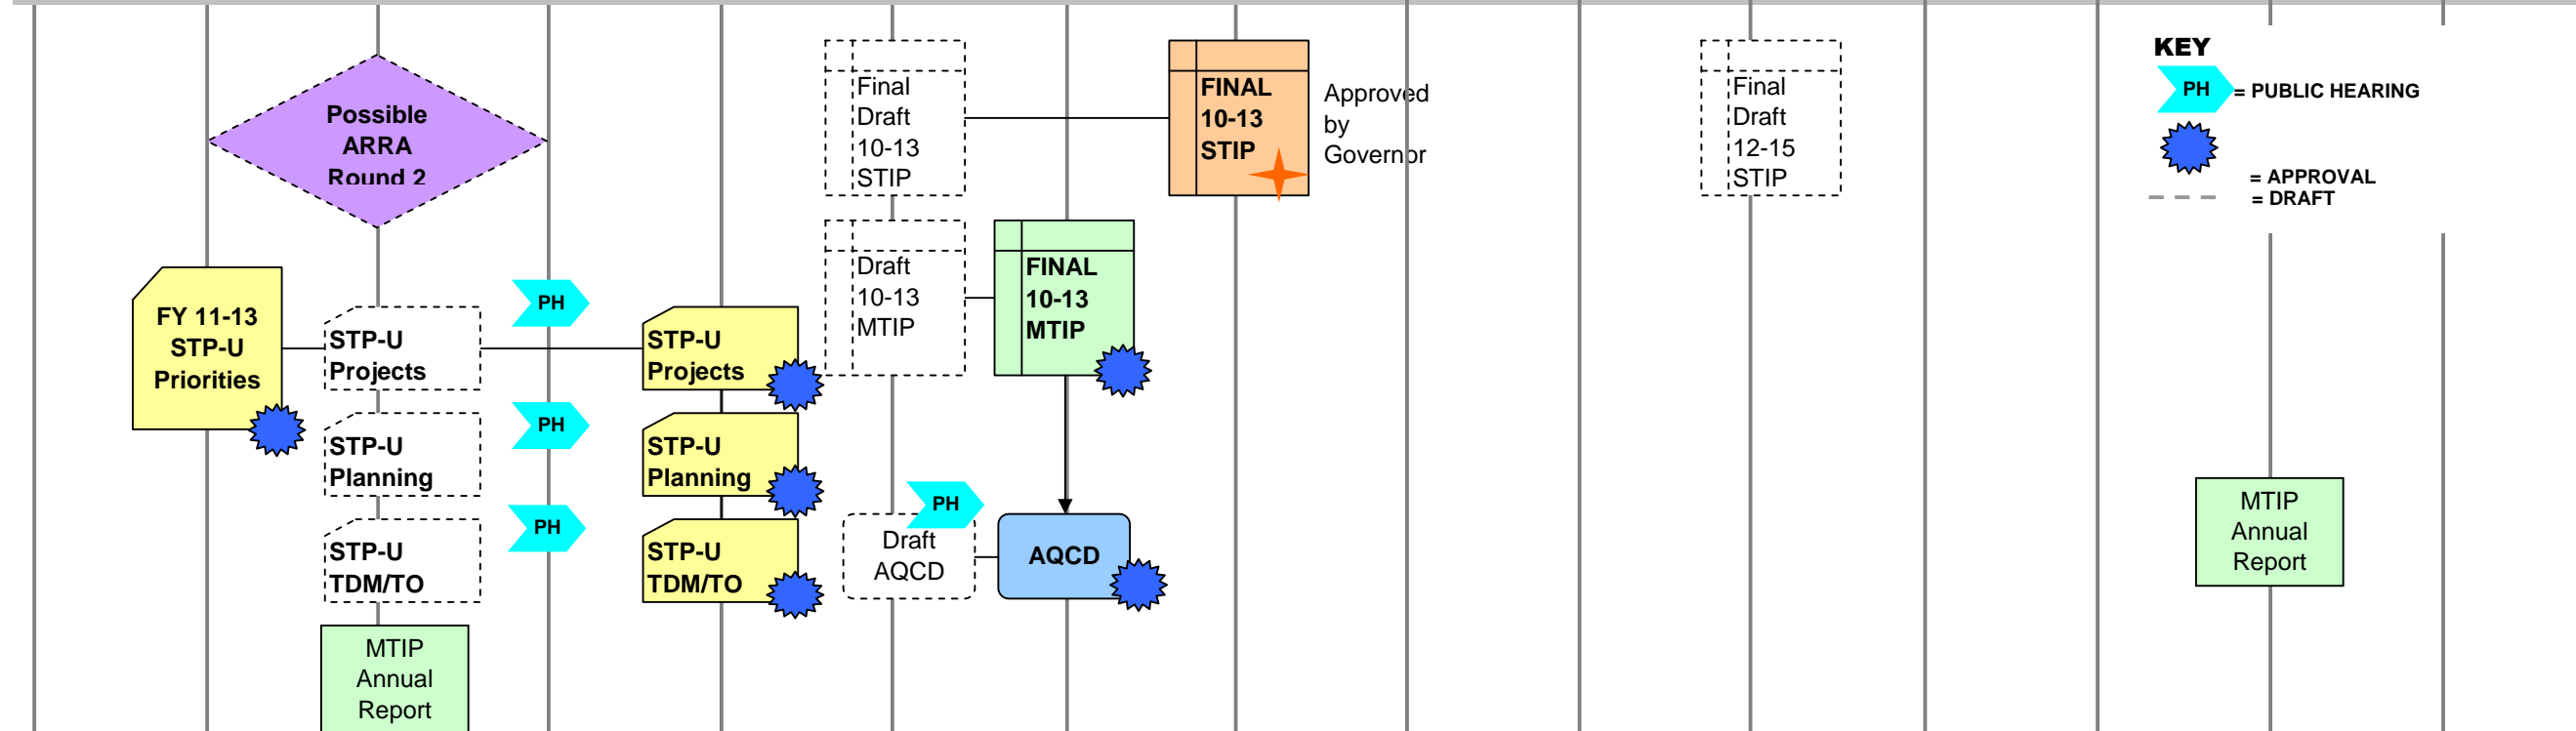 Possible
ARRA
Round 2
FY 11-13
STP-U
Priorities
STP-U
Projects
STP-U
Planning
STP-U
TDM/TO
MTIP
Annual
Report
PH
PH
PH
STP-U
Projects
STP-U
Planning
STP-U
TDM/TO
Final
Draft
10-13
STIP
Draft
10-13
MTIP
PH
Draft
AQCD
FINAL
10-13
MTIP
AQCD
FINAL
10-13
STIP
Approved
by
Governor
Final
Draft
12-15
STIP
KEY
PH = PUBLIC HEARING
= APPROVAL
= DRAFT
MTIP
Annual
Report